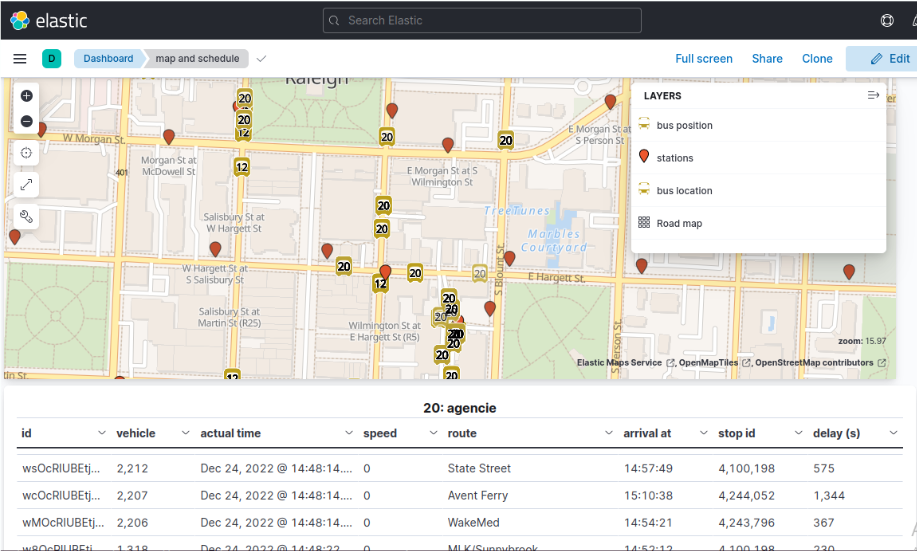 elastic
Search Elastic
D
Dashboard
map and schedule
Full screen
Share
Clone
Edit
Raleigh
20
20
12
20
20
12
20
20
20
12
20
20
20
20
20
20
20
20
20
12
W Morgan St.
Morgan St at
McDowell St
401
E Morgan St at S
Wilmington St
E Morgan St at
S Person St
Salisbury St at
W Hargett St
TreeTunes
Marbles
Courtyard
S Blount St.
E Hargett St.
W Hargett St at
S Salisbury St
Salisbury St at
Martin St (R25)
Wilmington St at
E Hargett St (R5)
LAYERS
bus position
stations
bus location
Road map
zoom: 15.97
Elastic Maps Service , OpenMapTiles , OpenStreetMap contributors
20: agencie
id vehicle actual time speed route arrival at stop id delay (s)
wsOcRIUBEtj... 2,212 Dec 24, 2022 @ 14:48:14.... 0 State Street 14:57:49 4,100,198 575
wcOcRIUBEtj... 2,207 Dec 24, 2022 @ 14:48:14.... 0 Avent Ferry 15:10:38 4,244,052 1,344
wMOcRIUBEtj... 2,206 Dec 24, 2022 @ 14:48:14.... 0 WakeMed 14:54:21 4,243,796 367
w8OcRIUBEtj... 1,318 Dec 24, 2022 @ 14:48:22.... 0 MLK/Sunnybrook 14:52:12 4,100,198 230